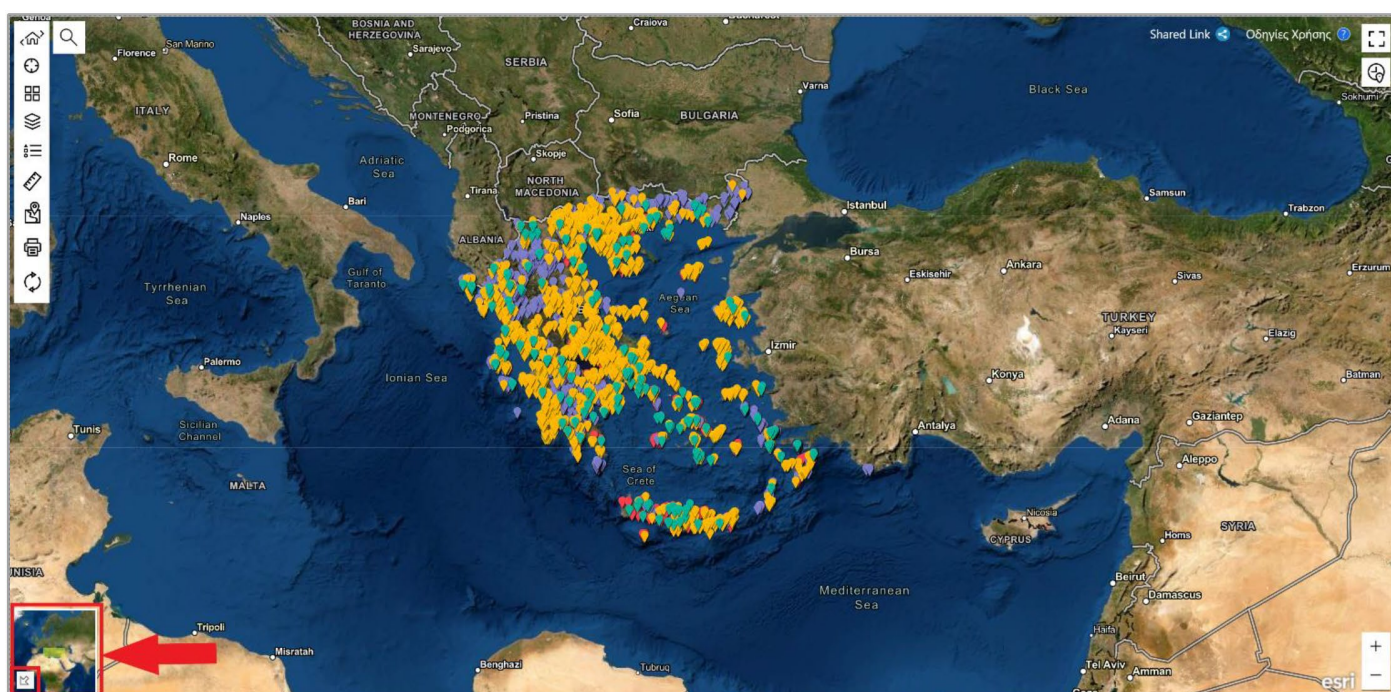 Genoa
BOSNIA AND
HERZEGOVINA
Craiova
Bucharest
Shared Link
Οδηγίες Χρήσης
?
Florence
San Marino
Sarajevo
SERBIA
Black Sea
Varna
Sokhumi
ITALY
MONTENEGRO
Podgorica
Pristina
Sofia
BULGARIA
Rome
Adriatic
Sea
Skopje
Tirana
NORTH
MACEDONIA
Samsun
Naples
Bari
Istanbul
Trabzon
ALBANIA
Bursa
Ankara
Eskisehir
Sivas
Erzurum
Gulf of
Taranto
Tyrrhenian
Sea
Aegean
Sea
TURKEY
Kayseri
Elazig
Izmir
Palermo
Ionian Sea
Konya
Batman
Gaziantep
Adana
Antalya
Tunis
Sicilian
Channel
Aleppo
Sea of
Crete
MALTA
Nicosia
CYPRUS
SYRIA
Homs
UNISIA
Beirut
Mediterranean
Sea
Damascus
Tripoli
Haifa
Misratah
Benghazi
Tubruq
Tel Aviv
Amman
esri
+
−